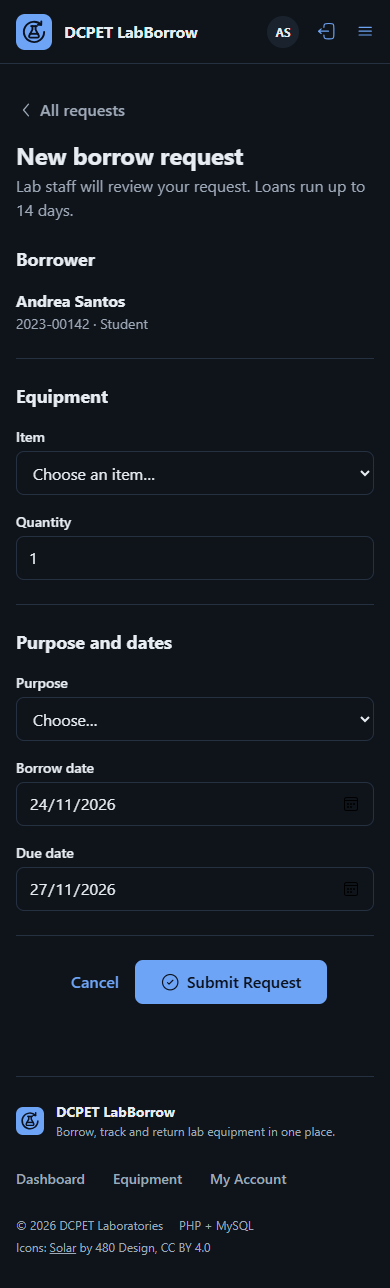 DCPET LabBorrow
AS
All requests
New borrow request
Lab staff will review your request. Loans run up to
14 days.
Borrower
Andrea Santos
2023-00142 · Student
Equipment
Item
Choose an item...
Quantity
1
Purpose and dates
Purpose
Choose...
Borrow date
24/11/2026
Due date
27/11/2026
Cancel
Submit Request
DCPET LabBorrow
Borrow, track and return lab equipment in one place.
Dashboard
Equipment
My Account
© 2026 DCPET Laboratories
PHP + MySQL
Icons: Solar by 480 Design, CC BY 4.0